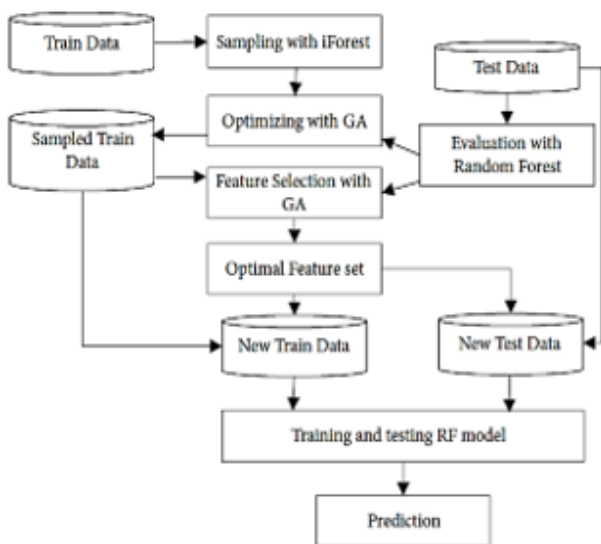 Train Data
Sampling with iForest
Test Data
Optimizing with GA
Sampled Train
Data
Evaluation with
Random Forest
Feature Selection with
GA
Optimal Feature set
New Train Data
New Test Data
Training and testing RF model
Prediction